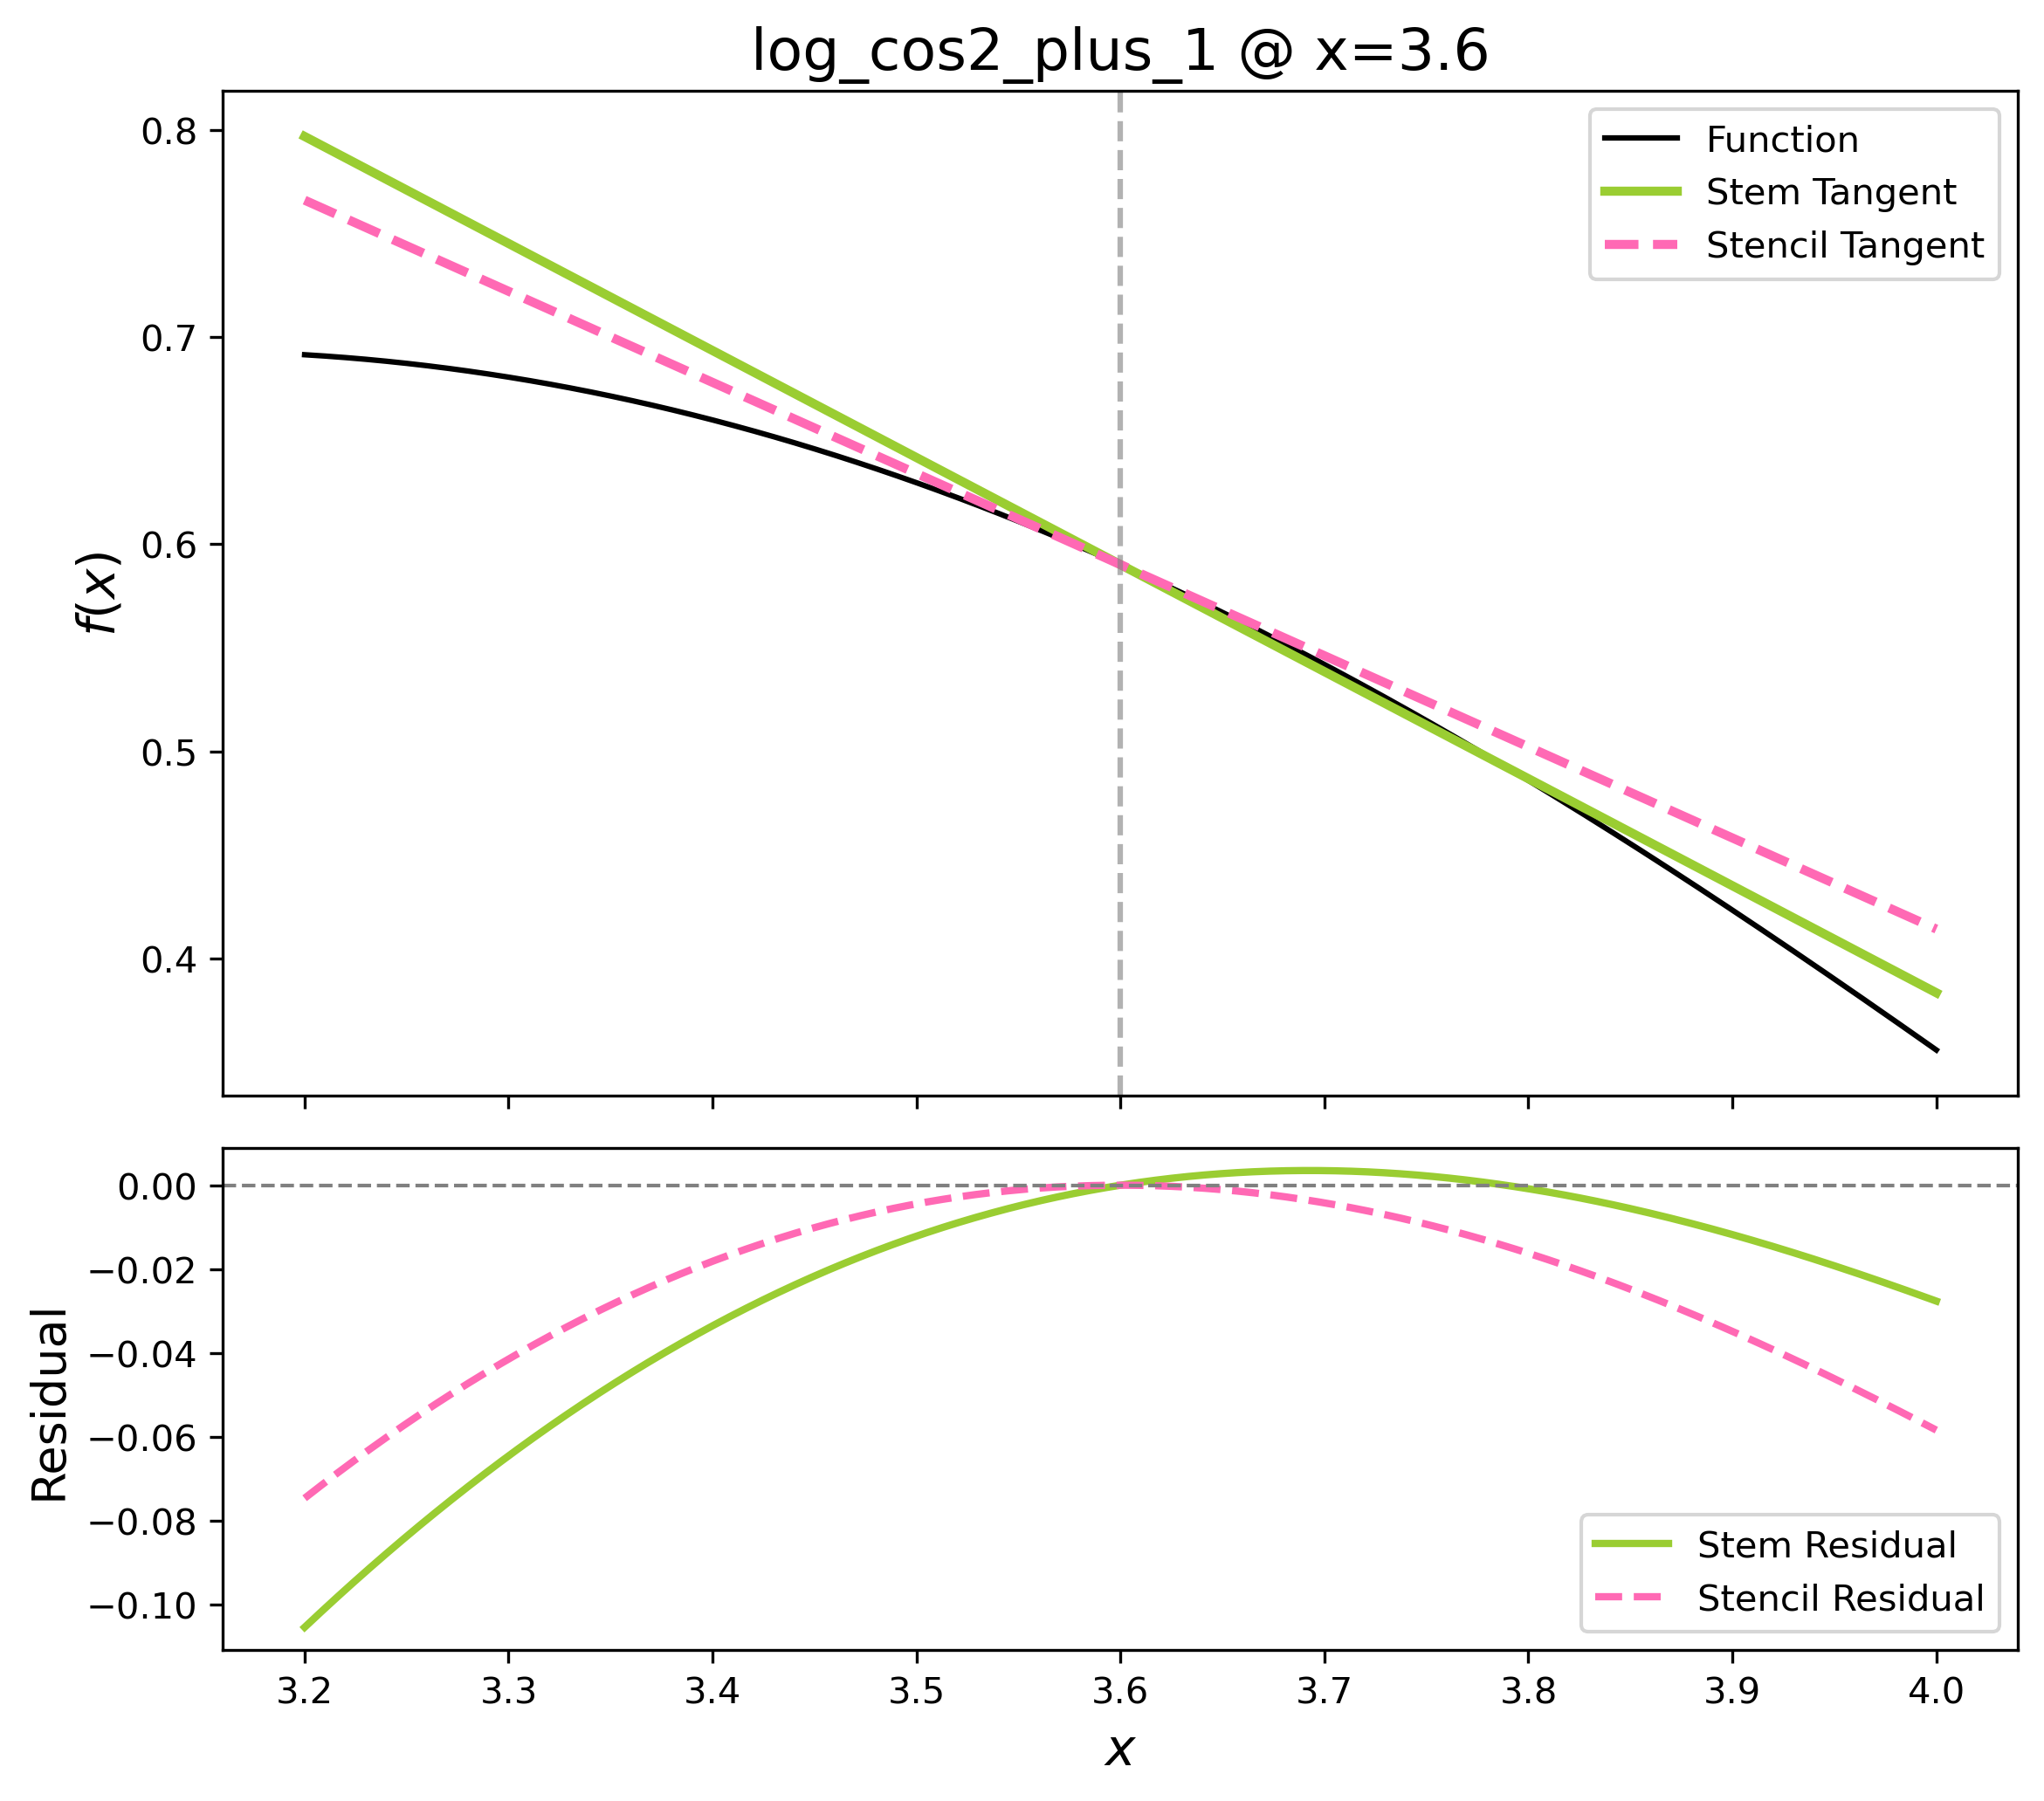 log_cos2_plus_1 @ x=3.6
Function
Stem Tangent
Stencil Tangent
0.8
0.7
0.6
0.5
0.4
f(x)
0.00
−0.02
−0.04
−0.06
−0.08
−0.10
Residual
Stem Residual
Stencil Residual
3.2 3.3 3.4 3.5 3.6 3.7 3.8 3.9 4.0
x